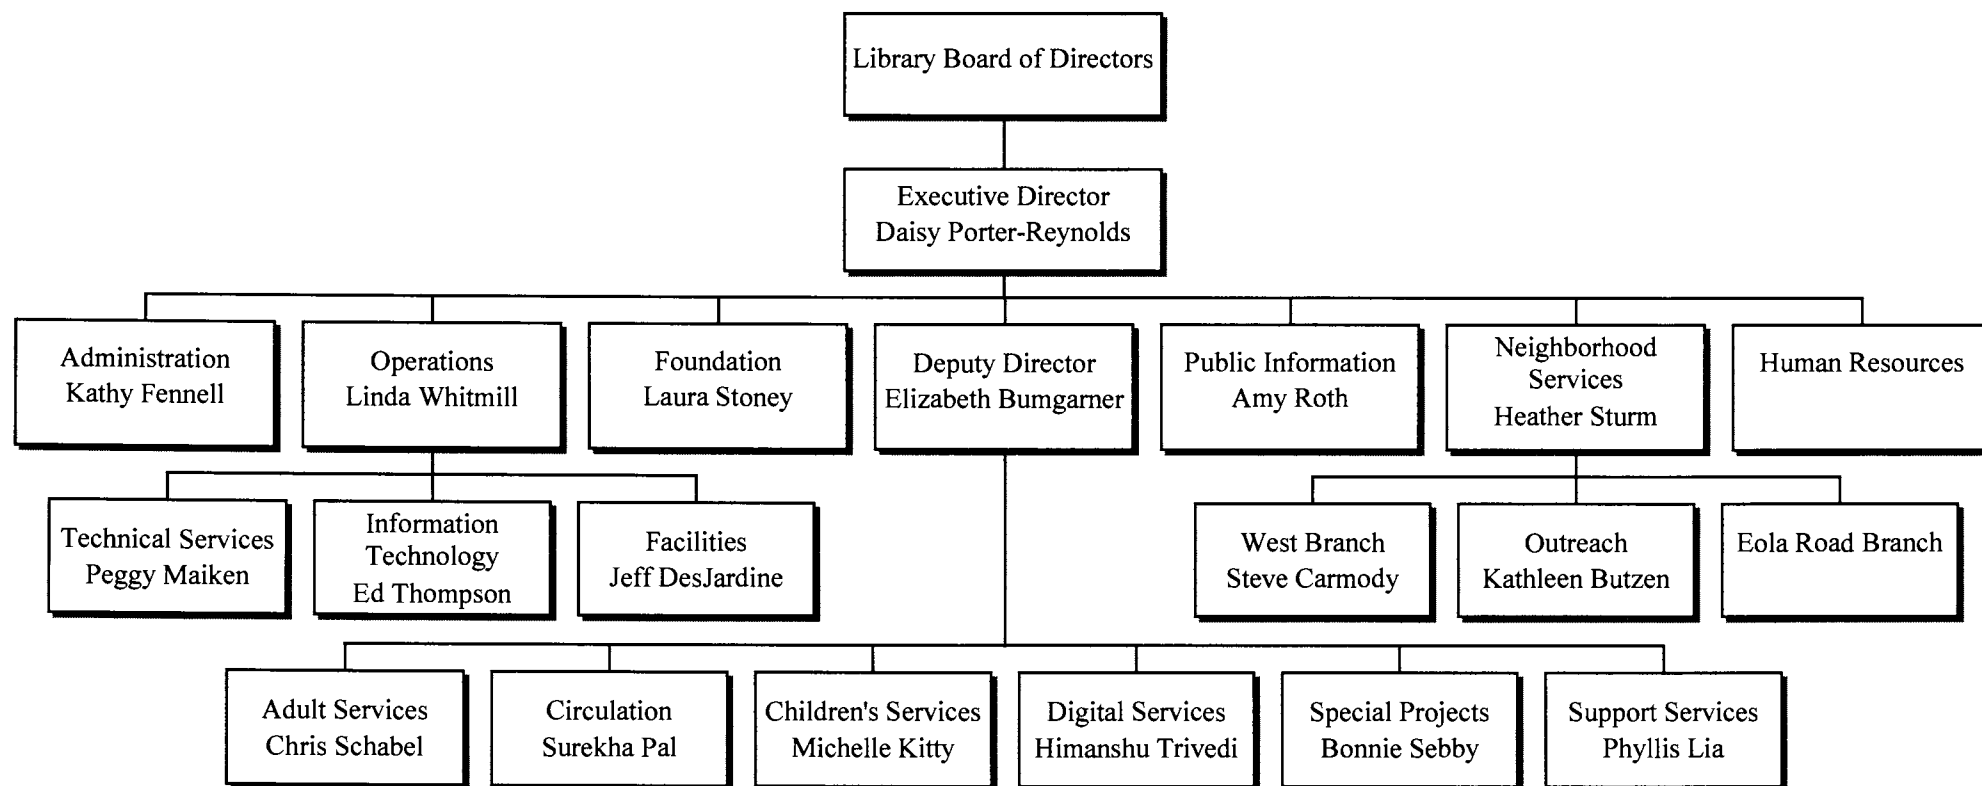 Library Board of Directors
Executive Director
Daisy Porter-Reynolds
Administration
Kathy Fennell
Operations
Linda Whitmill
Foundation
Laura Stoney
Deputy Director
Elizabeth Bumgarner
Public Information
Amy Roth
Neighborhood
Services
Heather Sturm
Human Resources
Technical Services
Peggy Maiken
Information
Technology
Ed Thompson
Facilities
Jeff DesJardine
West Branch
Steve Carmody
Outreach
Kathleen Butzen
Eola Road Branch
Adult Services
Chris Schabel
Circulation
Surekha Pal
Children's Services
Michelle Kitty
Digital Services
Himanshu Trivedi
Special Projects
Bonnie Sebby
Support Services
Phyllis Lia